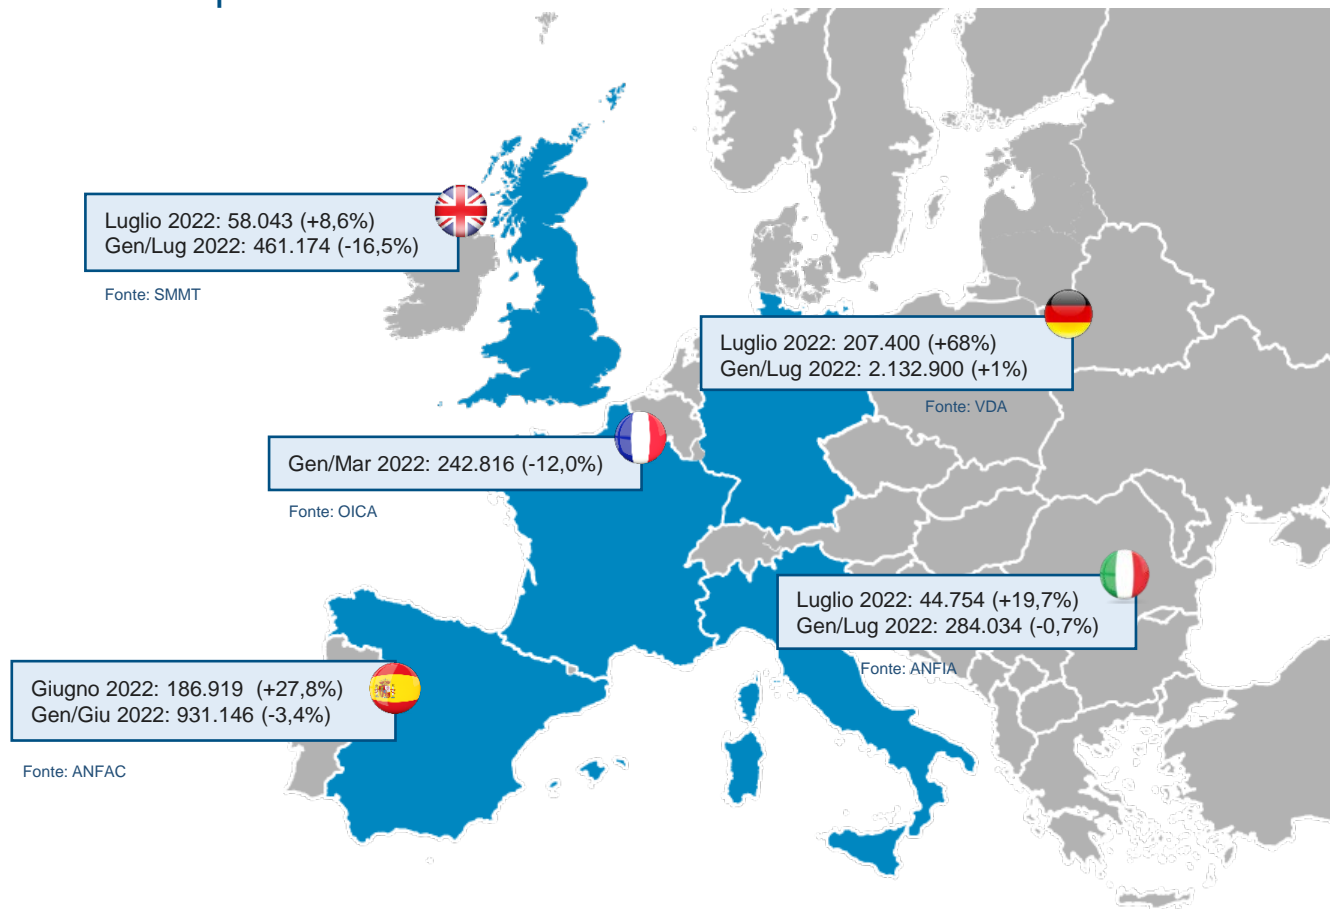 Luglio 2022: 58.043 (+8,6%)
Gen/Lug 2022: 461.174 (-16,5%)
Fonte: SMMT
Luglio 2022: 207.400 (+68%)
Gen/Lug 2022: 2.132.900 (+1%)
Fonte: VDA
Gen/Mar 2022: 242.816 (-12,0%)
Fonte: OICA
Luglio 2022: 44.754 (+19,7%)
Gen/Lug 2022: 284.034 (-0,7%)
Fonte: ANFIA
Giugno 2022: 186.919 (+27,8%)
Gen/Giu 2022: 931.146 (-3,4%)
Fonte: ANFAC